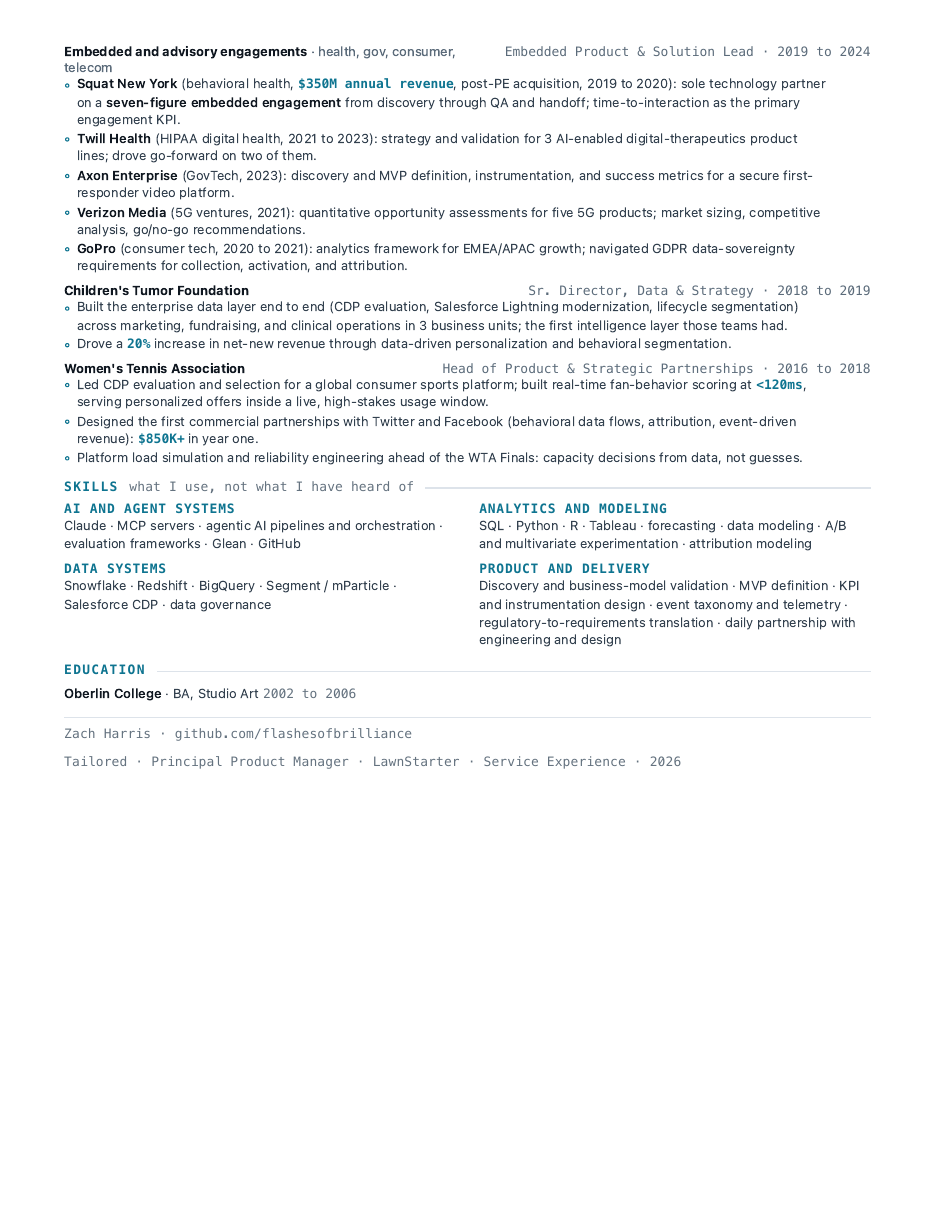 Embedded and advisory engagements · health, gov, consumer, telecom
Embedded Product & Solution Lead · 2019 to 2024
Squat New York (behavioral health, $350M annual revenue, post-PE acquisition, 2019 to 2020): sole technology partner
on a seven-figure embedded engagement from discovery through QA and handoff; time-to-interaction as the primary
engagement KPI.
Twill Health (HIPAA digital health, 2021 to 2023): strategy and validation for 3 AI-enabled digital-therapeutics product
lines; drove go-forward on two of them.
Axon Enterprise (GovTech, 2023): discovery and MVP definition, instrumentation, and success metrics for a secure first-
responder video platform.
Verizon Media (5G ventures, 2021): quantitative opportunity assessments for five 5G products; market sizing, competitive
analysis, go/no-go recommendations.
GoPro (consumer tech, 2020 to 2021): analytics framework for EMEA/APAC growth; navigated GDPR data-sovereignty
requirements for collection, activation, and attribution.
Children's Tumor Foundation
Sr. Director, Data & Strategy · 2018 to 2019
Built the enterprise data layer end to end (CDP evaluation, Salesforce Lightning modernization, lifecycle segmentation)
across marketing, fundraising, and clinical operations in 3 business units; the first intelligence layer those teams had.
Drove a 20% increase in net-new revenue through data-driven personalization and behavioral segmentation.
Women's Tennis Association
Head of Product & Strategic Partnerships · 2016 to 2018
Led CDP evaluation and selection for a global consumer sports platform; built real-time fan-behavior scoring at <120ms,
serving personalized offers inside a live, high-stakes usage window.
Designed the first commercial partnerships with Twitter and Facebook (behavioral data flows, attribution, event-driven
revenue): $850K+ in year one.
Platform load simulation and reliability engineering ahead of the WTA Finals: capacity decisions from data, not guesses.
SKILLS what I use, not what I have heard of
AI AND AGENT SYSTEMS
Claude · MCP servers · agentic AI pipelines and orchestration ·
evaluation frameworks · Glean · GitHub
ANALYTICS AND MODELING
SQL · Python · R · Tableau · forecasting · data modeling · A/B
and multivariate experimentation · attribution modeling
DATA SYSTEMS
Snowflake · Redshift · BigQuery · Segment / mParticle ·
Salesforce CDP · data governance
PRODUCT AND DELIVERY
Discovery and business-model validation · MVP definition · KPI
and instrumentation design · event taxonomy and telemetry ·
regulatory-to-requirements translation · daily partnership with
engineering and design
EDUCATION
Oberlin College · BA, Studio Art 2002 to 2006
Zach Harris · github.com/flashesofbrilliance
Tailored · Principal Product Manager · LawnStarter · Service Experience · 2026